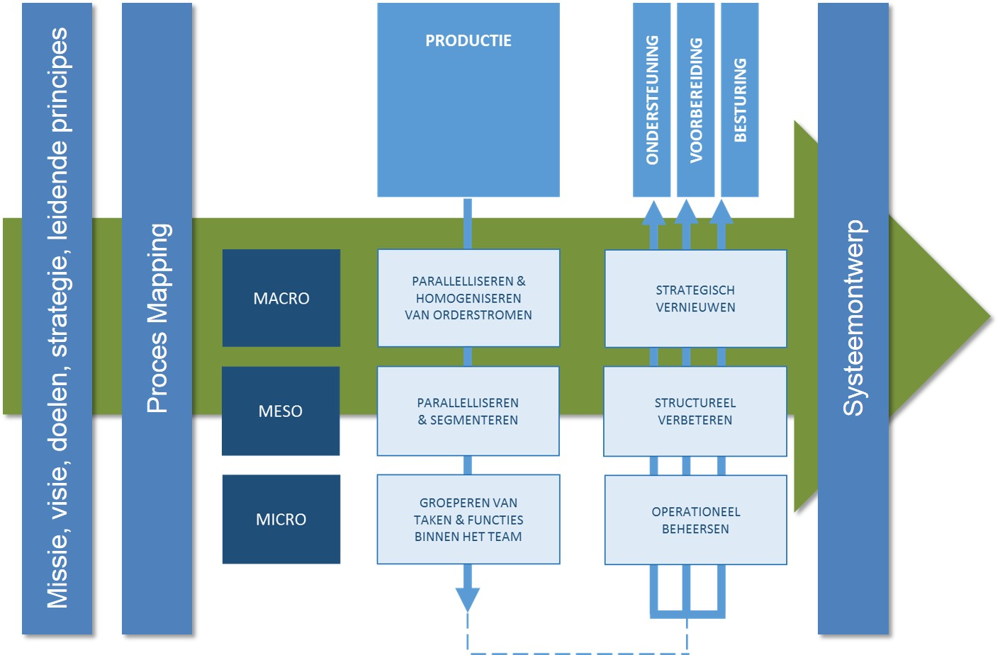 Missie, visie, doelen, strategie, leidende principes
Proces Mapping
PRODUCTIE
ONDERSTEUNING
VOORBEREIDING
BESTURING
MACRO
PARALLELLISEREN &
HOMOGENISEREN
VAN ORDERSTROMEN
STRATEGISCH
VERNIEUWEN
MESO
PARALLELLISEREN
& SEGMENTEREN
STRUCTUREEL
VERBETEREN
MICRO
GROEPEREN VAN
TAKEN & FUNCTIES
BINNEN HET TEAM
OPERATIONEEL
BEHEERSEN
Systeemontwerp